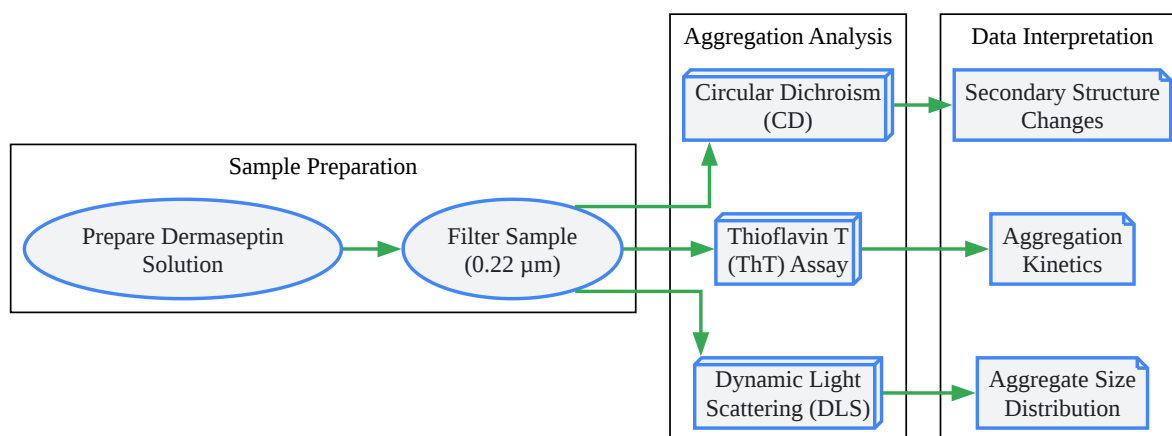 Sample Preparation
Prepare Dermaseptin
Solution
Filter Sample
(0.22 µm)
Aggregation Analysis
Circular Dichroism
(CD)
Thioflavin T
(ThT) Assay
Dynamic Light
Scattering (DLS)
Data Interpretation
Secondary Structure
Changes
Aggregation
Kinetics
Aggregate Size
Distribution